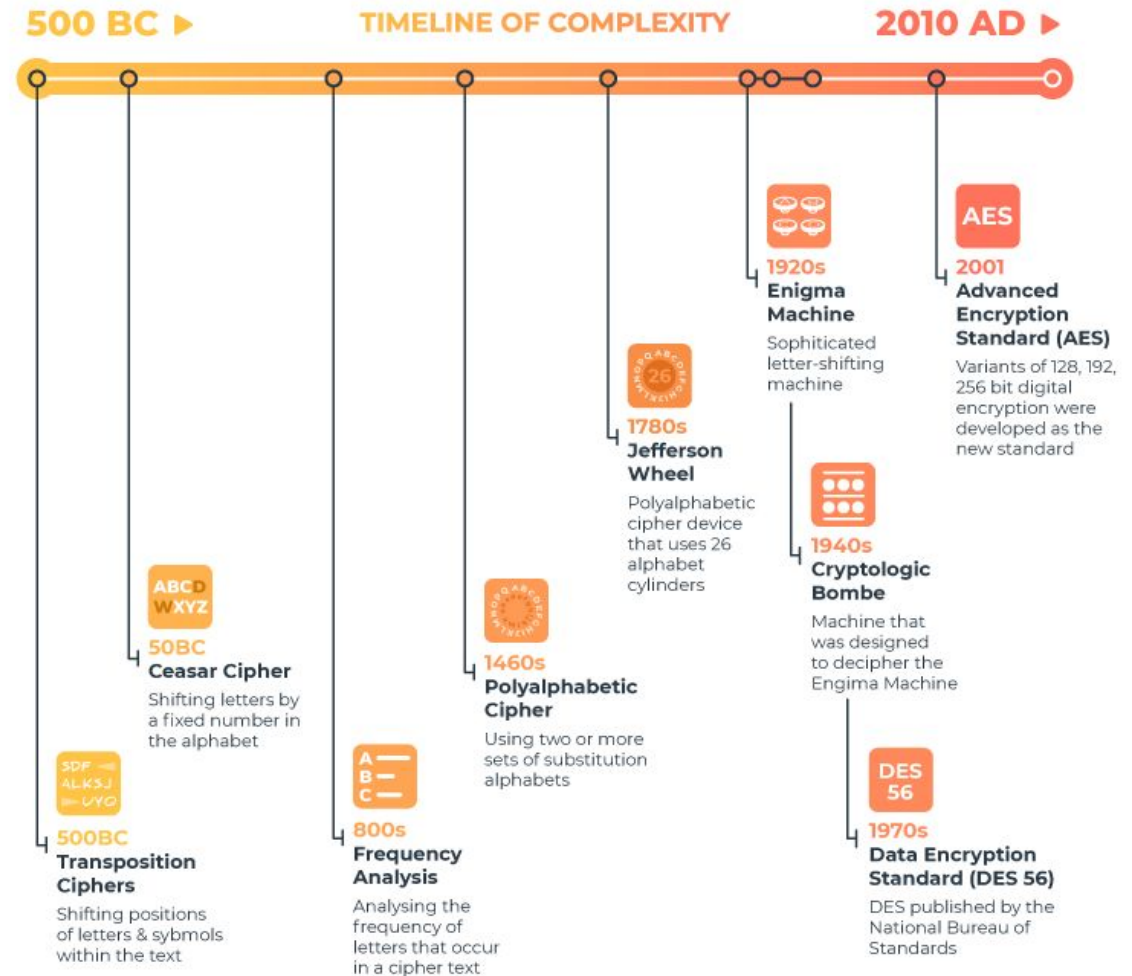 500 BC ▶
TIMELINE OF COMPLEXITY
2010 AD ▶
SDF
ALKSJ
UYO
500BC
Transposition
Ciphers
Shifting positions
of letters & sybmols
within the text
ABCD
WXYZ
50BC
Ceasar Cipher
Shifting letters by
a fixed number in
the alphabet
A
B
C
800s
Frequency
Analysis
Analysing the
frequency of
letters that occur
in a cipher text
1460s
Polyalphabetic
Cipher
Using two or more
sets of substitution
alphabets
26
1780s
Jefferson
Wheel
Polyalphabetic
cipher device
that uses 26
alphabet
cylinders
1920s
Enigma
Machine
Sophiticated
letter-shifting
machine
1940s
Cryptologic
Bombe
Machine that
was designed
to decipher the
Engima Machine
DES
56
1970s
Data Encryption
Standard (DES 56)
DES published by the
National Bureau of
Standards
AES
2001
Advanced
Encryption
Standard (AES)
Variants of 128, 192,
256 bit digital
encryption were
developed as the
new standard